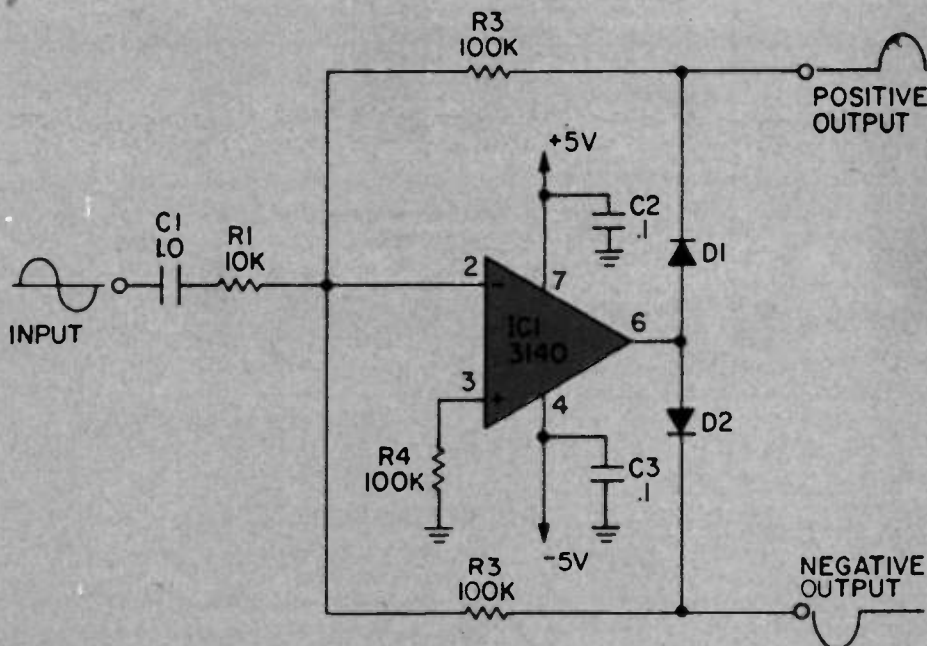 R3
100K
POSITIVE
OUTPUT
+5V
C2
.1
C1
1.0
R1
10K
D1
2
7
INPUT
IC1
3140
6
3
4
D2
R4
100K
C3
.1
-5V
R3
100K
NEGATIVE
OUTPUT